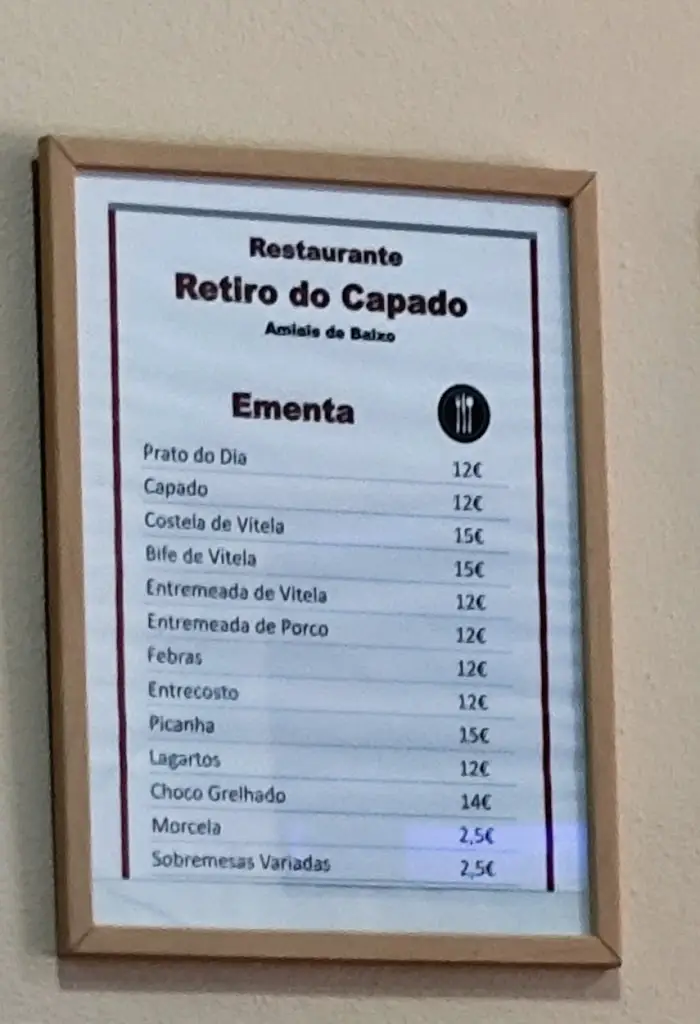 Restaurante
Retiro do Capado
Amiais de Baixo
Ementa
Prato do Dia 12€
Capado 12€
Costela de Vitela 15€
Bife de Vitela 15€
Entremeada de Vitela 12€
Entremeada de Porco 12€
Febras 12€
Entrecosto 12€
Picanha 15€
Lagartos 12€
Choco Grelhado 14€
Morcela 2,5€
Sobremesas Variadas 2,5€